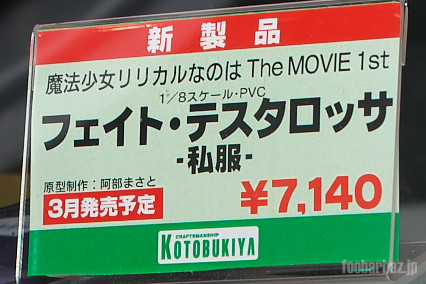 新製品
魔法少女リリカルなのは The MOVIE 1st
1/8スケール・PVC
フェイト・テスタロッサ
-私服-
原型制作：阿部まさと
3月発売予定
¥7,140
CRAFTSMANSHIP
KOTOBUKIYA
foobarbaz.jp